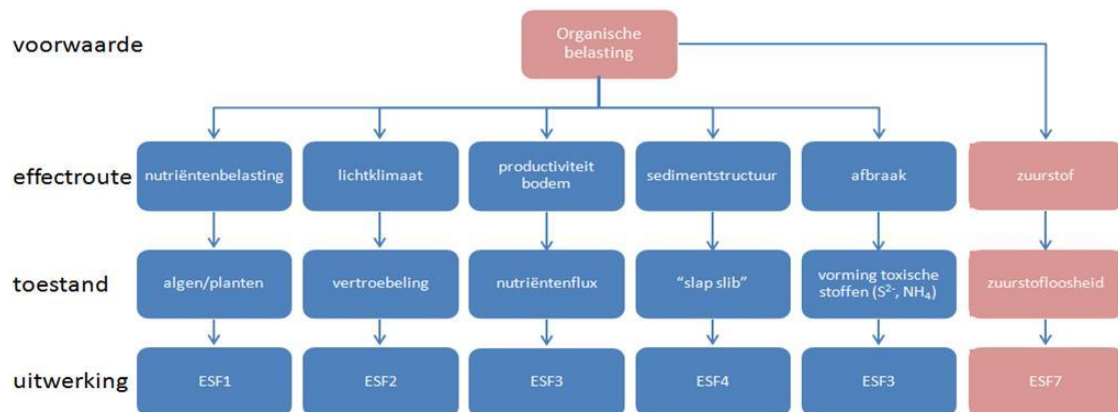 voorwaarde
Organische
belasting
effectroute
nutriëntenbelasting
lichtklimaat
productiviteit
bodem
sedimentstructuur
afbraak
zuurstof
toestand
algen/planten
vertroebeling
nutriëntenflux
“slap slib”
vorming toxische
stoffen (S²⁻, NH₄)
zuurstofloosheid
uitwerking
ESF1
ESF2
ESF3
ESF4
ESF3
ESF7